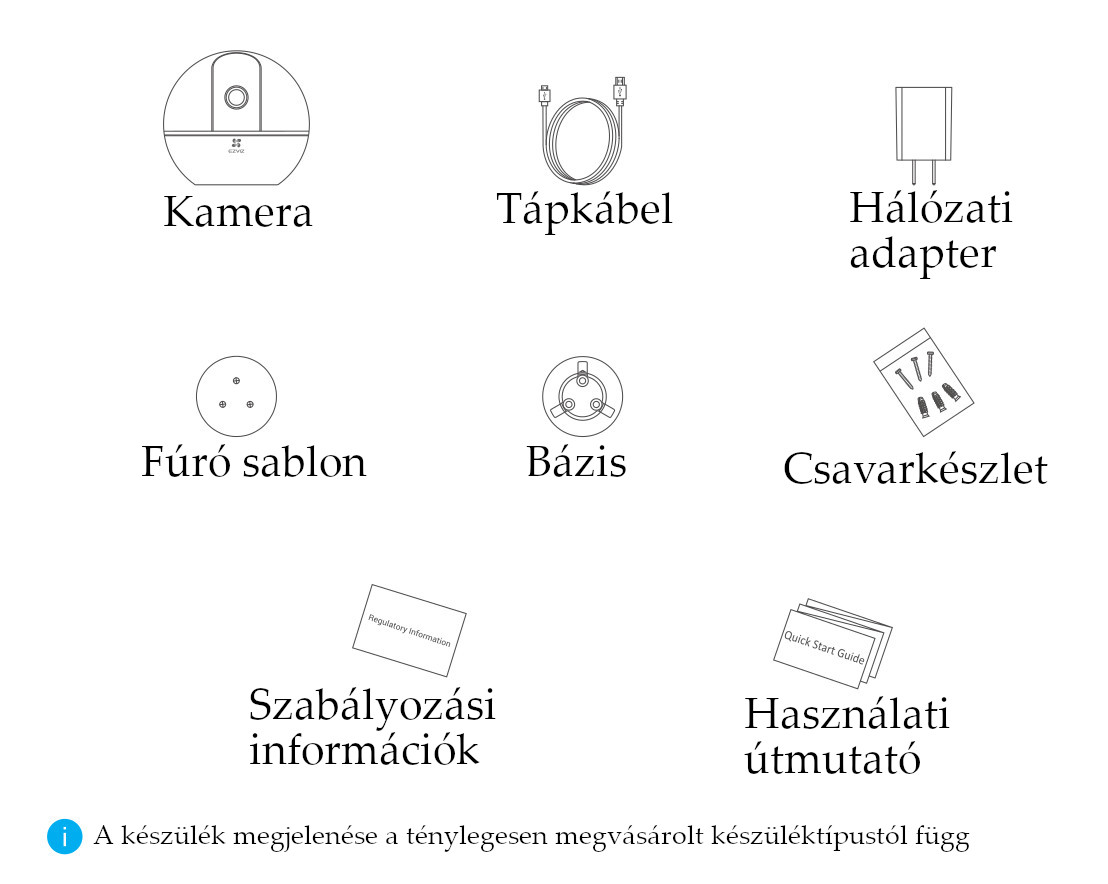 EZVIZ
Kamera
Tápkábel
Hálózati
adapter
Fúró sablon
Bázis
Csavarkészlet
Regulatory Information
Szabályozási
információk
Quick Start Guide
Használati
útmutató
i A készülék megjelenése a ténylegesen megvásárolt készüléktípustól függ